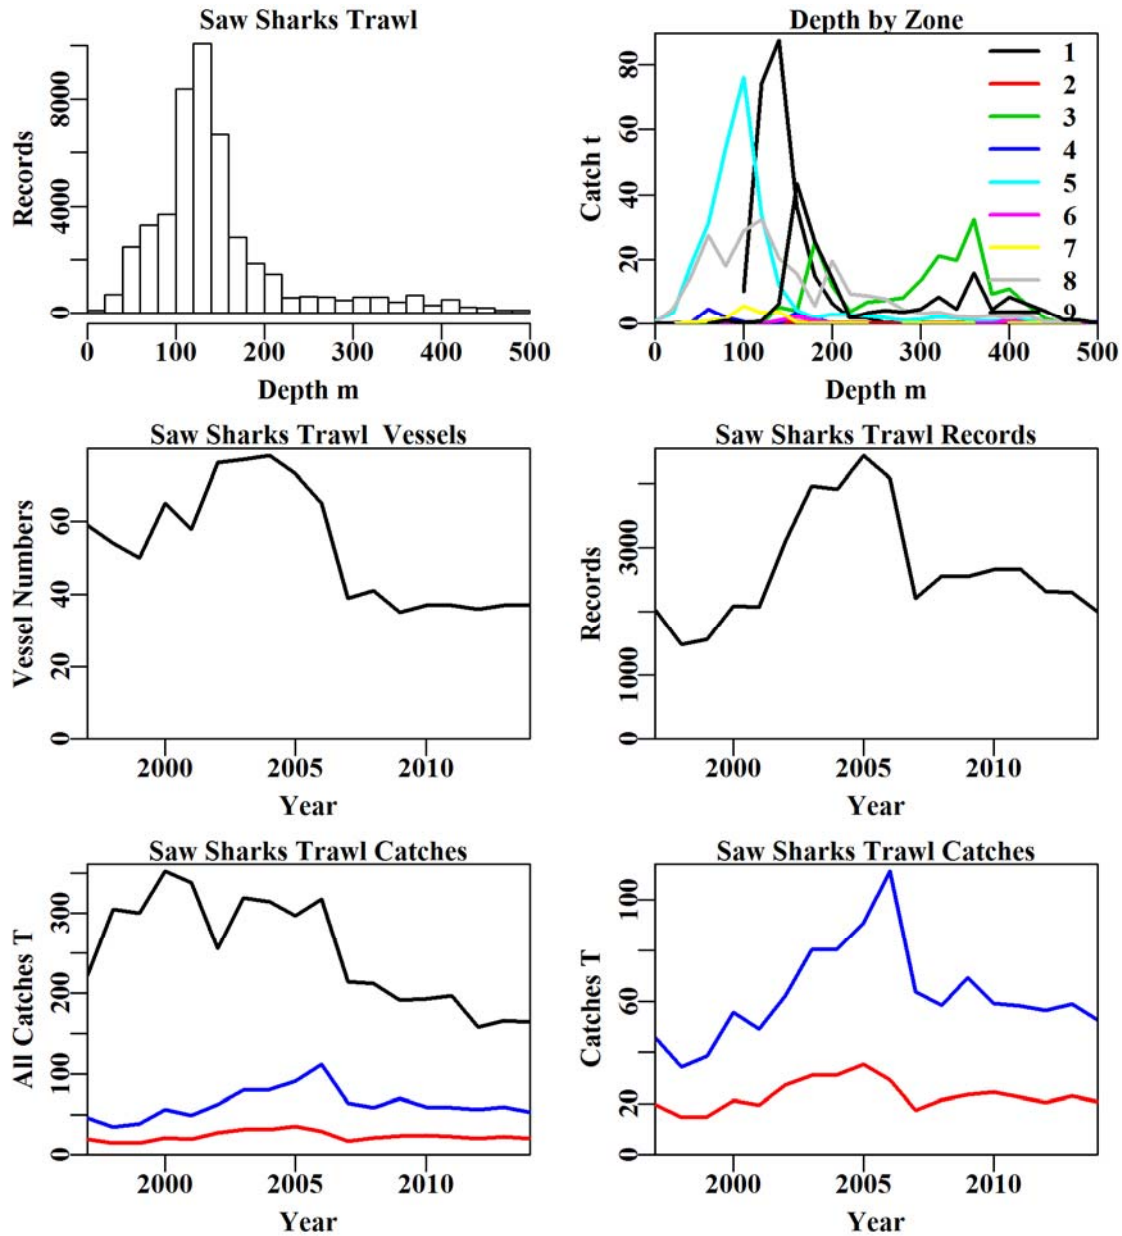 Saw Sharks Trawl
Records
0 4000 8000
0 100 200 300 400 500
Depth m
Depth by Zone
Catch t
0 20 40 60 80
1
2
3
4
5
6
7
8
9
0 100 200 300 400 500
Depth m
Saw Sharks Trawl Vessels
Vessel Numbers
0 20 40 60
2000 2005 2010
Year
Saw Sharks Trawl Records
Records
0 1000 3000
2000 2005 2010
Year
Saw Sharks Trawl Catches
All Catches T
0 100 200 300
2000 2005 2010
Year
Saw Sharks Trawl Catches
Catches T
0 20 60 100
2000 2005 2010
Year